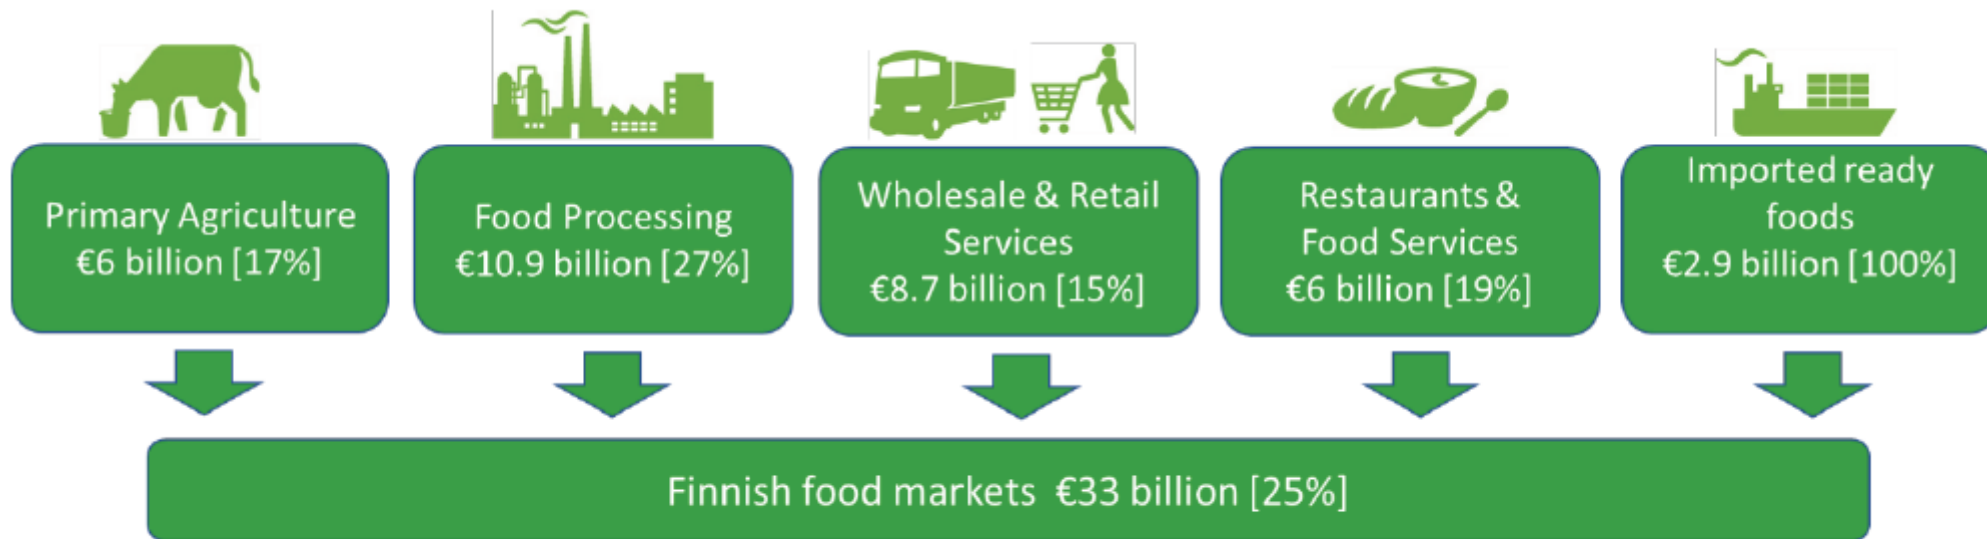 Primary Agriculture
€6 billion [17%]
Food Processing
€10.9 billion [27%]
Wholesale & Retail
Services
€8.7 billion [15%]
Restaurants &
Food Services
€6 billion [19%]
Imported ready
foods
€2.9 billion [100%]
Finnish food markets €33 billion [25%]